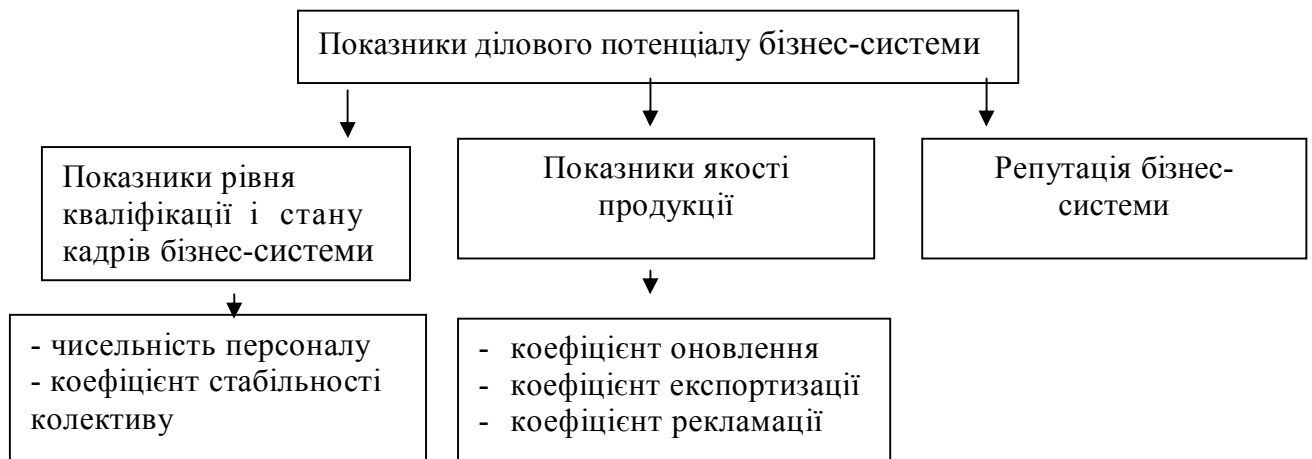 Показники ділового потенціалу бізнес-системи
Показники рівня
кваліфікації і стану
кадрів бізнес-системи
Показники якості
продукції
Репутація бізнес-
системи
- чисельність персоналу
- коефіцієнт стабільності
колективу
- коефіцієнт оновлення
- коефіцієнт експортизації
- коефіцієнт рекламації